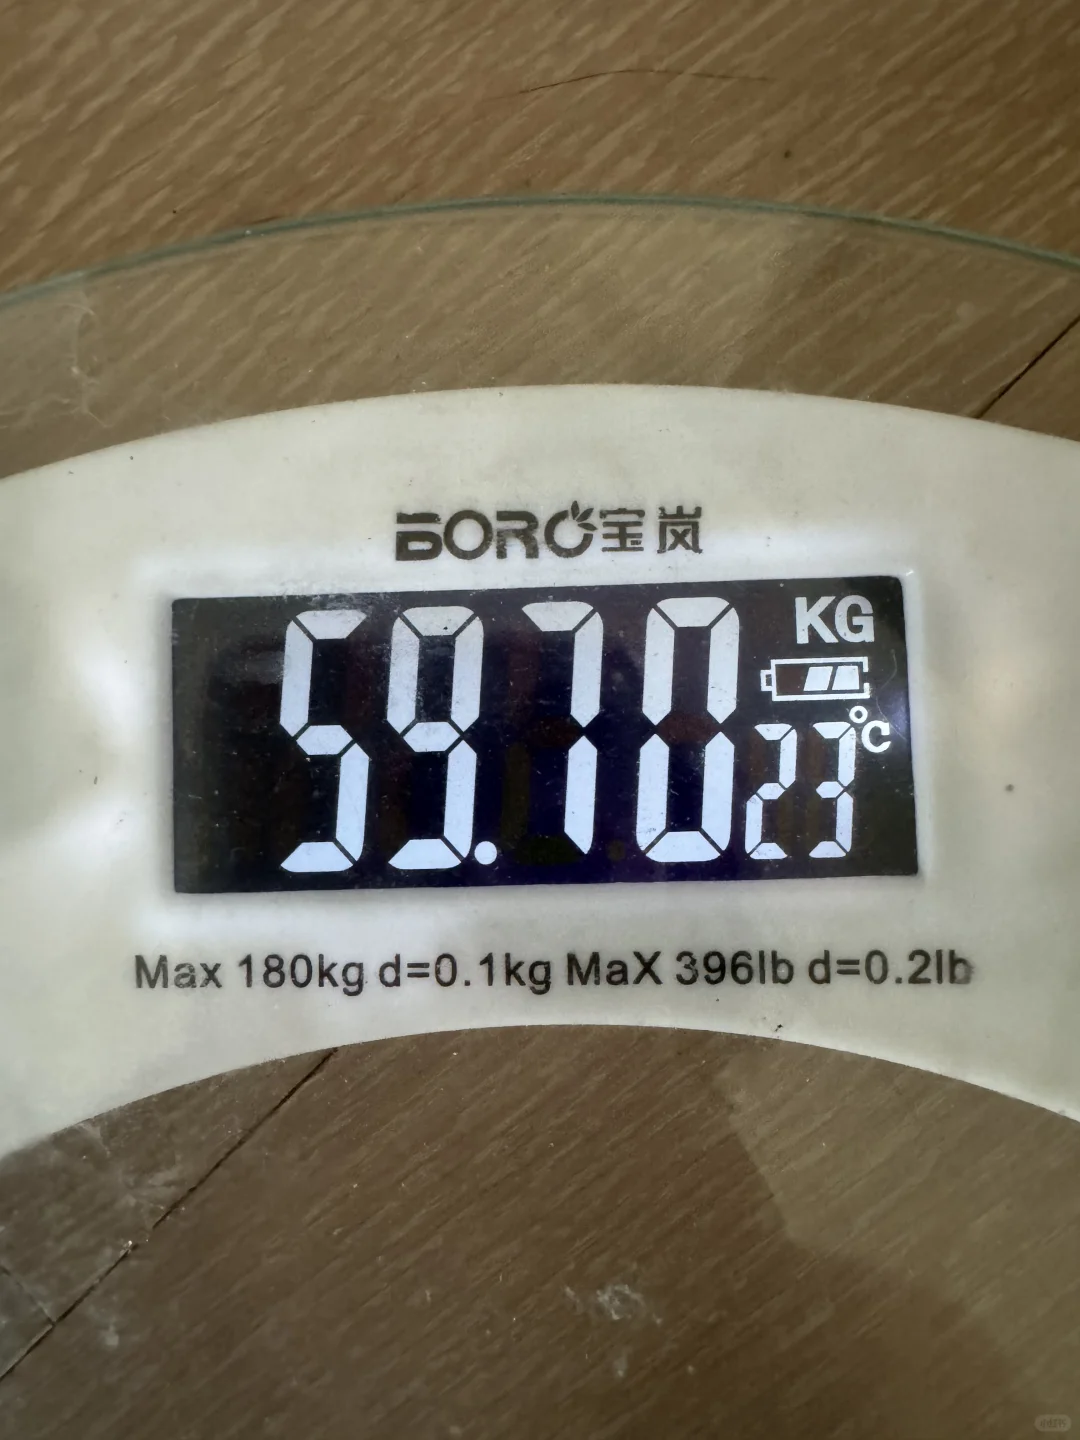 BORO宝岚
59.70 KG
23°C
Max 180kg d=0.1kg MaX 396lb d=0.2lb